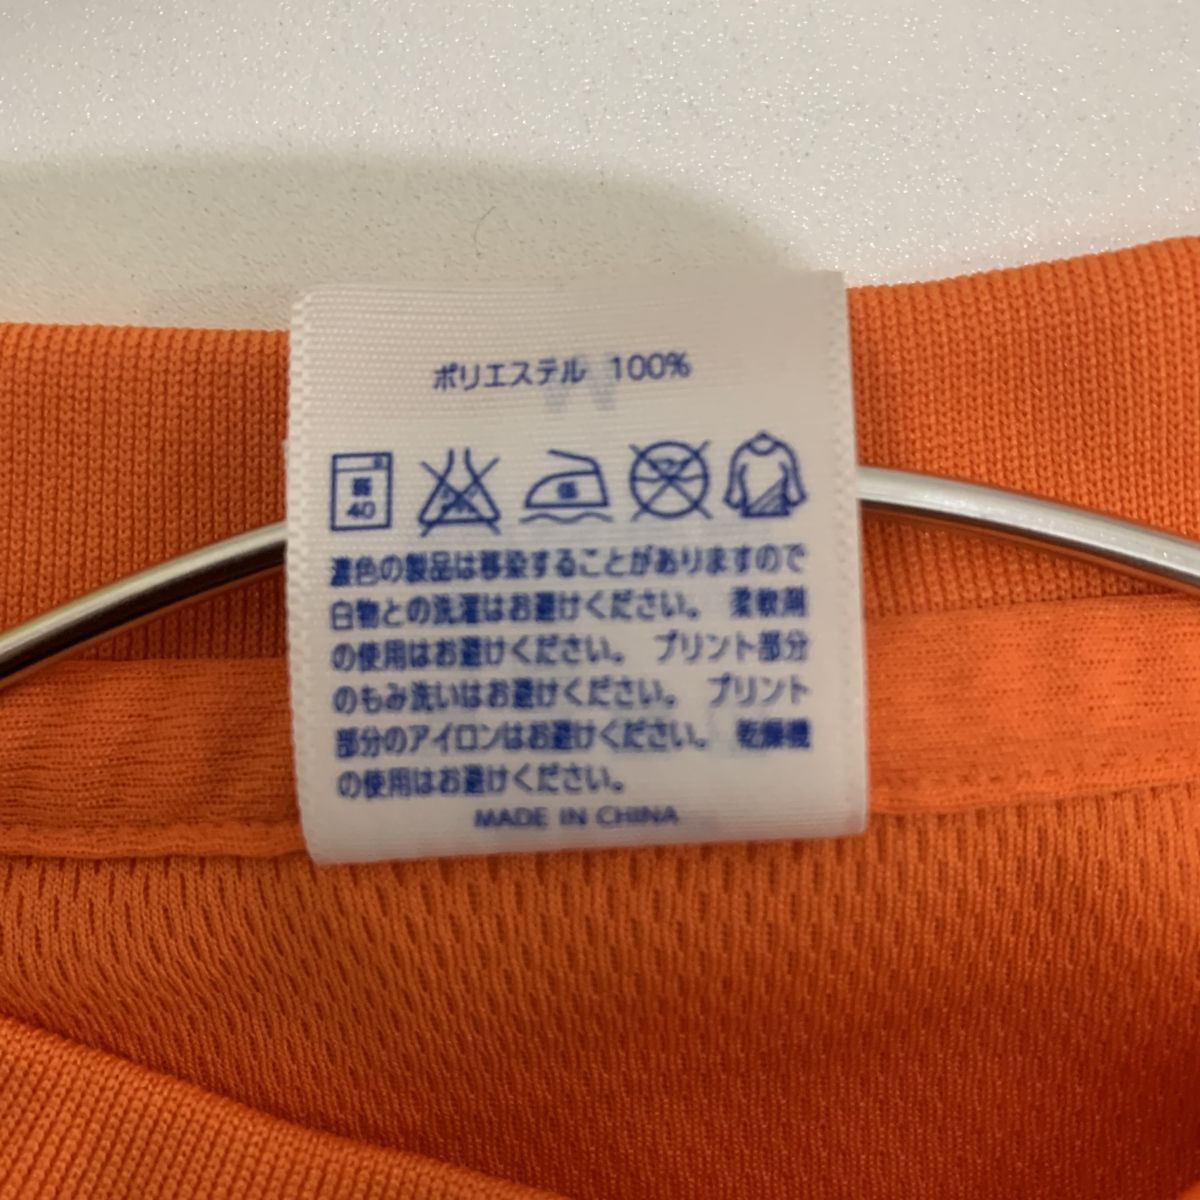 ポリエステル 100%
40
濃色の製品は移染することがありますので
白物との洗濯はお避けください。 柔軟剤
の使用はお避けください。 プリント部分
のもみ洗いはお避けください。 プリント
部分のアイロンはお避けください。 乾燥機
の使用はお避けください。
MADE IN CHINA